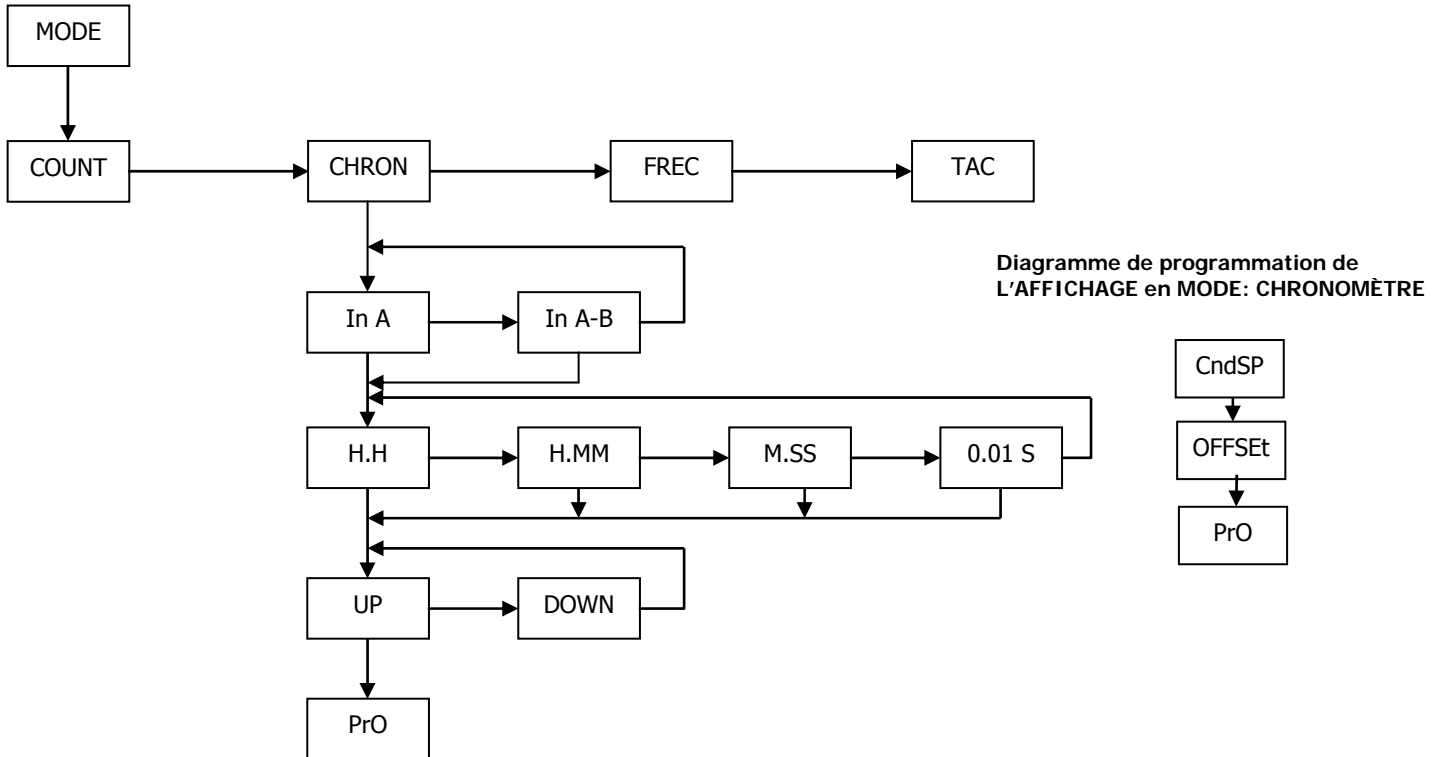 MODE
COUNT
CHRON
FREC
TAC
Diagramme de programmation de
L’AFFICHAGE en MODE: CHRONOMÈTRE
In A
In A-B
CndSP
H.H
H.MM
M.SS
0.01 S
OFFSEt
PrO
UP
DOWN
PrO